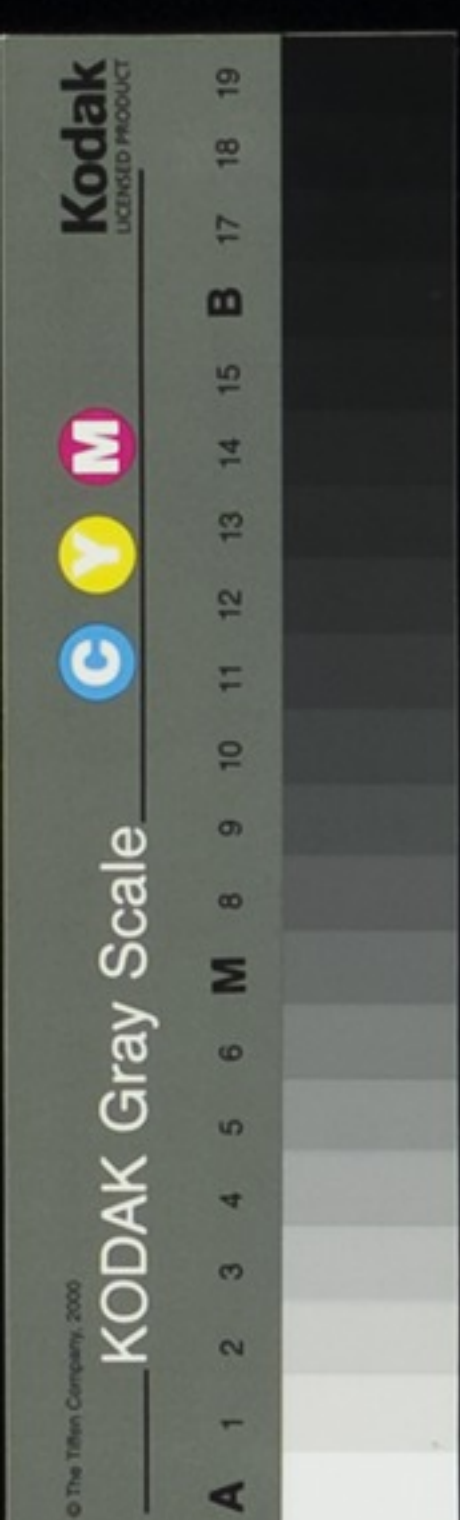 © The Tiffen Company, 2000
KODAK Gray Scale
C Y M
Kodak
LICENSED PRODUCT
A 1 2 3 4 5 6 M 8 9 10 11 12 13 14 15 B 17 18 19